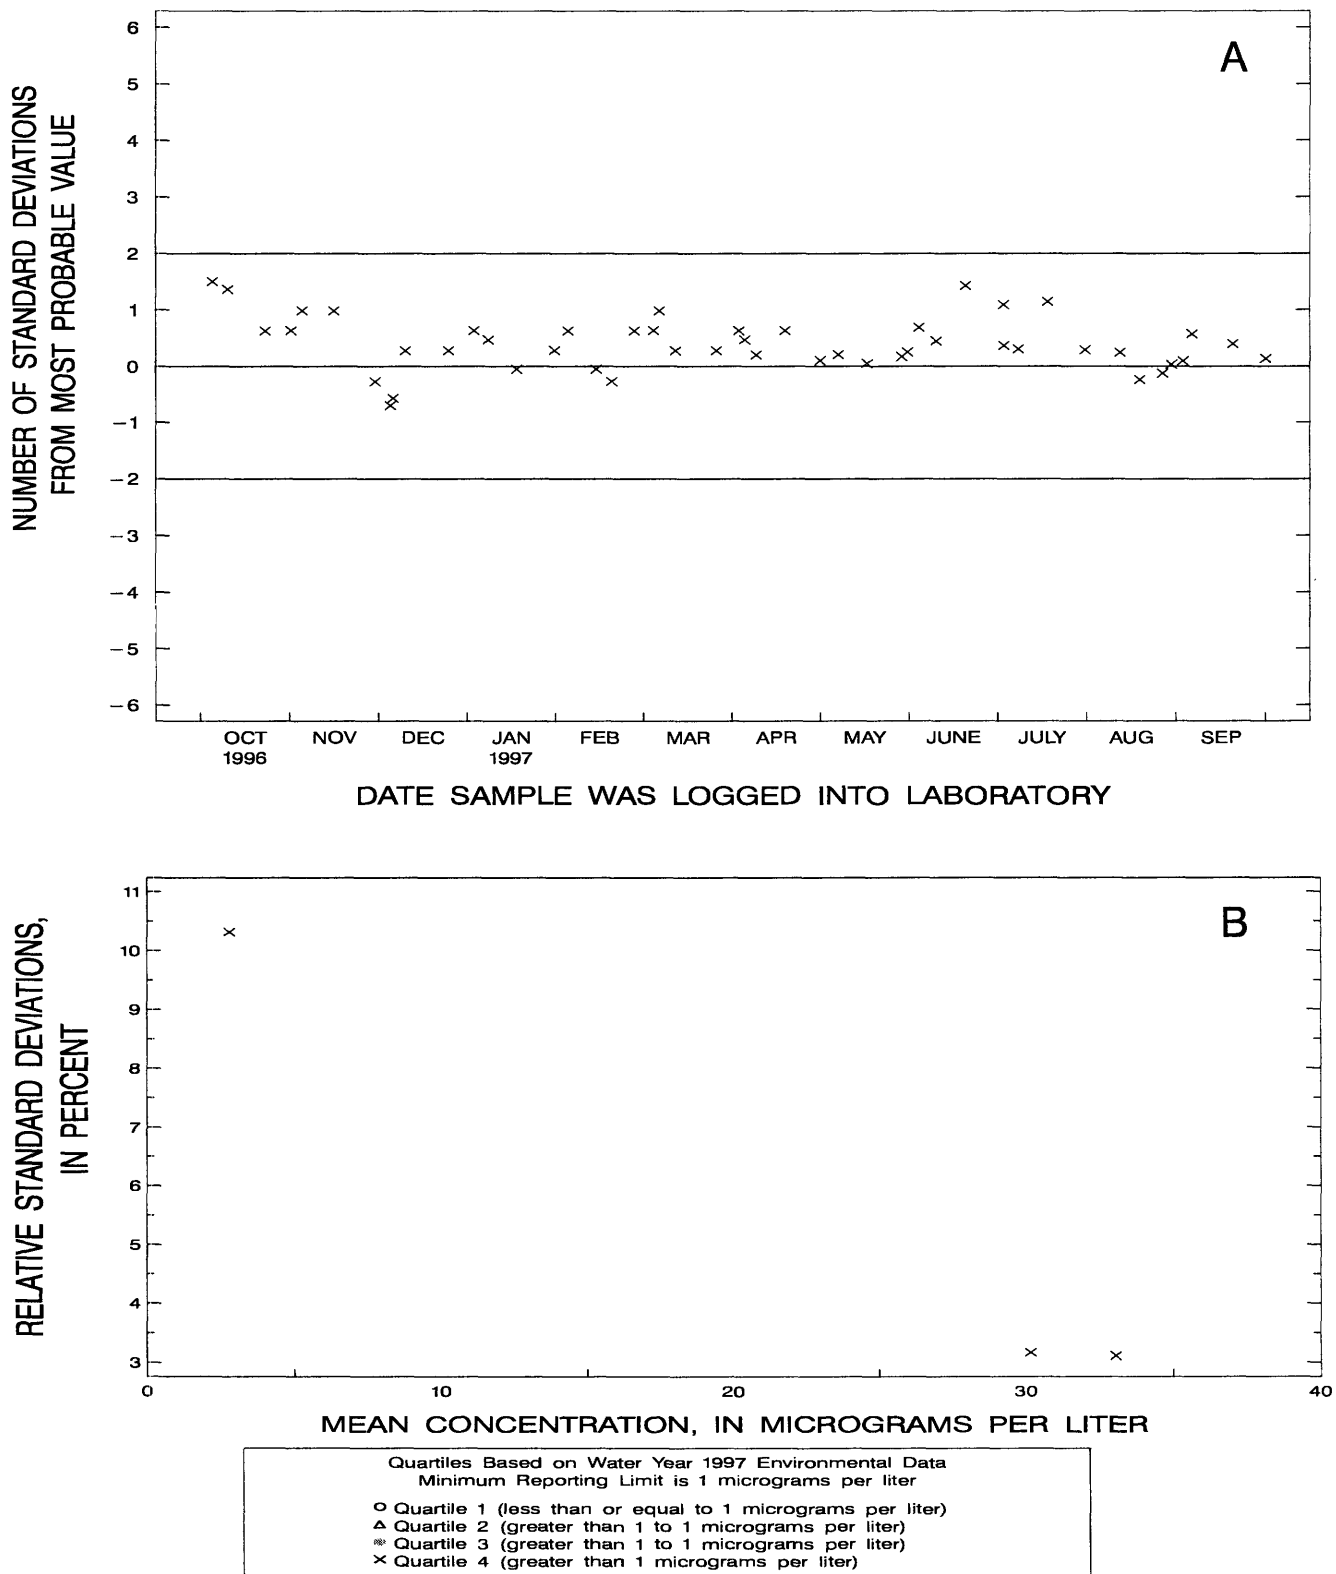 A
NUMBER OF STANDARD DEVIATIONS
FROM MOST PROBABLE VALUE
6
5
4
3
2
1
0
−1
−2
−3
−4
−5
−6
OCT NOV DEC JAN FEB MAR APR MAY JUNE JULY AUG SEP
1996 1997
DATE SAMPLE WAS LOGGED INTO LABORATORY
B
RELATIVE STANDARD DEVIATIONS,
IN PERCENT
11
10
9
8
7
6
5
4
3
0 10 20 30 40
MEAN CONCENTRATION, IN MICROGRAMS PER LITER
Quartiles Based on Water Year 1997 Environmental Data
Minimum Reporting Limit is 1 micrograms per liter
Quartile 1 (less than or equal to 1 micrograms per liter)
Quartile 2 (greater than 1 to 1 micrograms per liter)
Quartile 3 (greater than 1 to 1 micrograms per liter)
Quartile 4 (greater than 1 micrograms per liter)